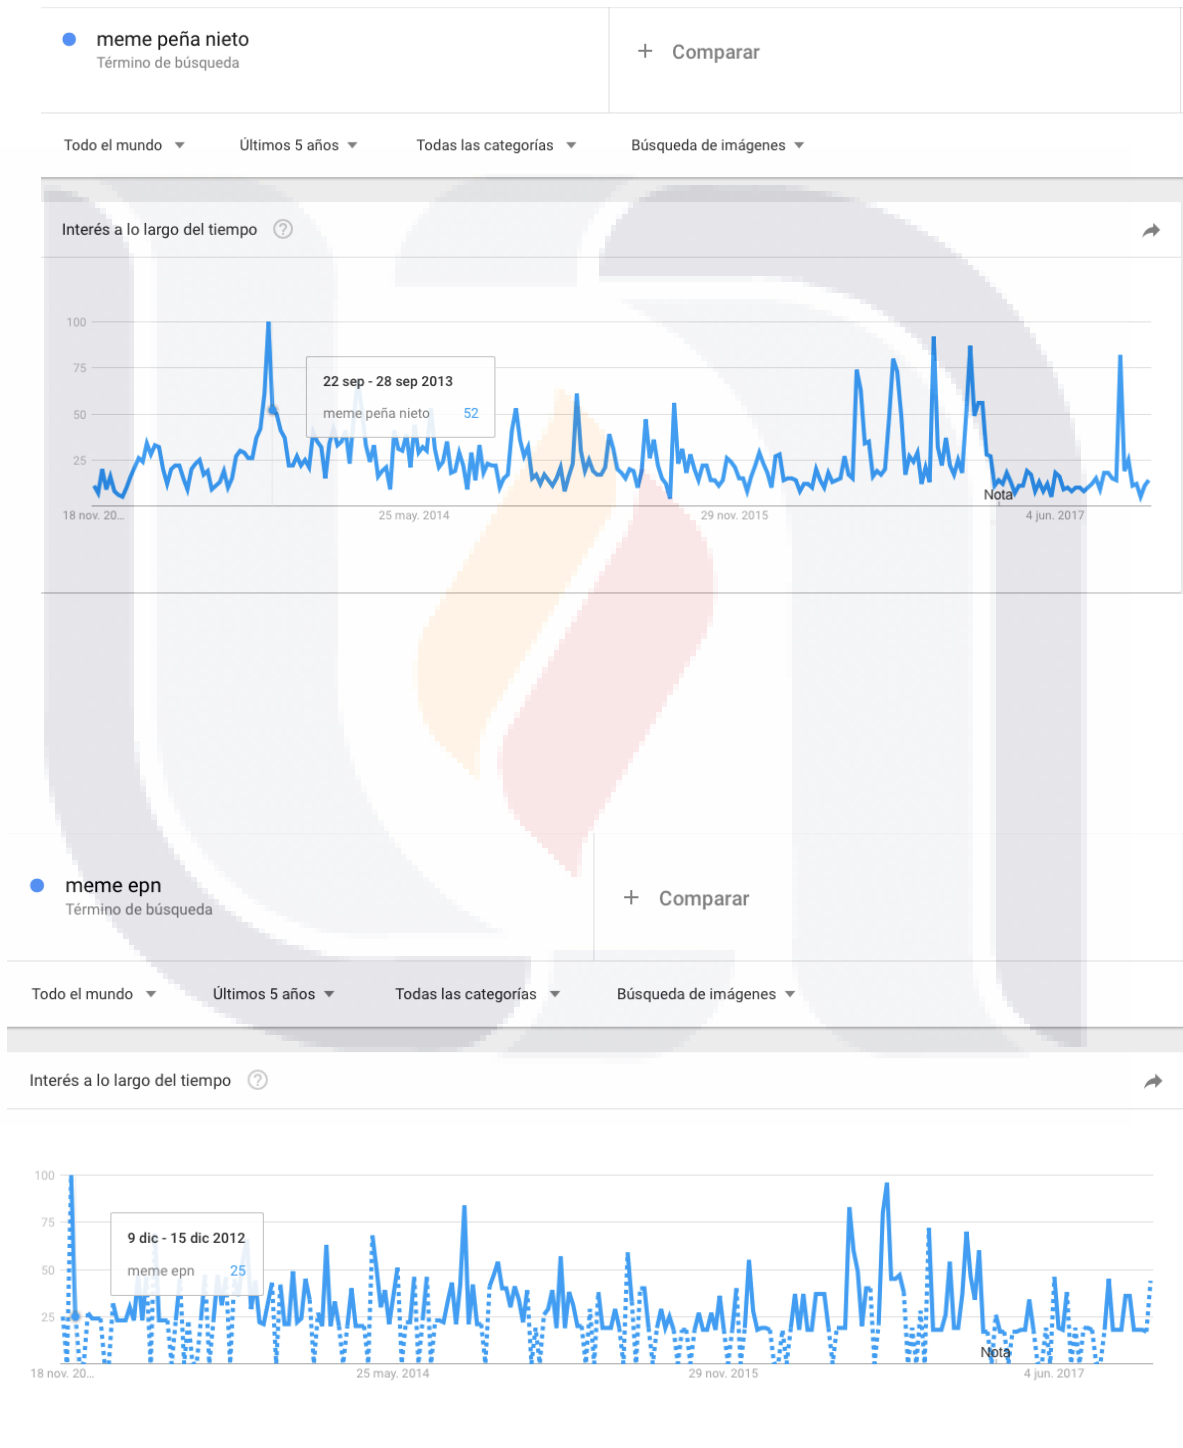 meme peña nieto
Término de búsqueda
+ Comparar
Todo el mundo Últimos 5 años Todas las categorías Búsqueda de imágenes
Interés a lo largo del tiempo ?
100
75
50
25
22 sep - 28 sep 2013
meme peña nieto 52
Nota
18 nov. 20... 25 may. 2014 29 nov. 2015 4 jun. 2017
meme epn
Término de búsqueda
+ Comparar
Todo el mundo Últimos 5 años Todas las categorías Búsqueda de imágenes
Interés a lo largo del tiempo ?
100
75
50
25
9 dic - 15 dic 2012
meme epn 25
Nota
18 nov. 20... 25 may. 2014 29 nov. 2015 4 jun. 2017